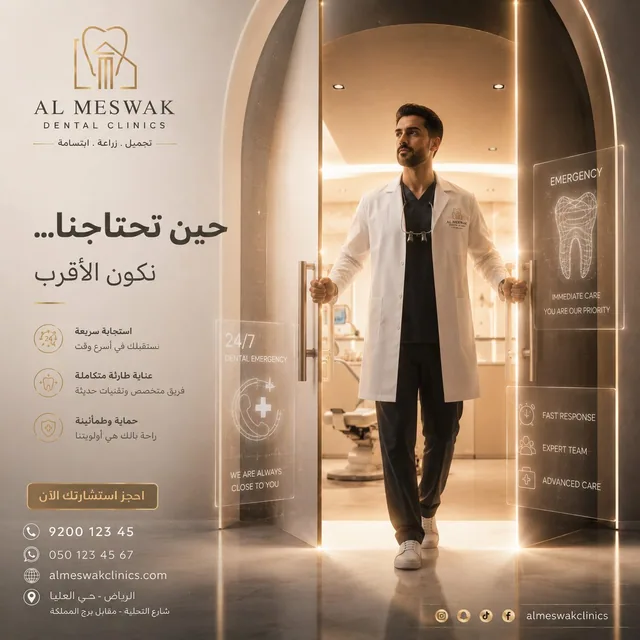 AL MESWAK
DENTAL CLINICS
تجميل . زراعة . ابتسامة
حين تحتاجنا...
نكون الأقرب
استجابة سريعة
نستقبلك في أسرع وقت
عناية طارئة متكاملة
فريق متخصص وتقنيات حديثة
حماية وطمأنينة
راحة بالك هي أولويتنا
احجز استشارتك الآن
9200 123 45
050 123 45 67
almeswakclinics.com
الرياض - حي العليا
شارع التحلية - مقابل برج المملكة
24/7
DENTAL EMERGENCY
WE ARE ALWAYS
CLOSE TO YOU
AL MESWAK
EMERGENCY
IMMEDIATE CARE
YOU ARE OUR PRIORITY
FAST RESPONSE
EXPERT TEAM
ADVANCED CARE
almeswakclinics